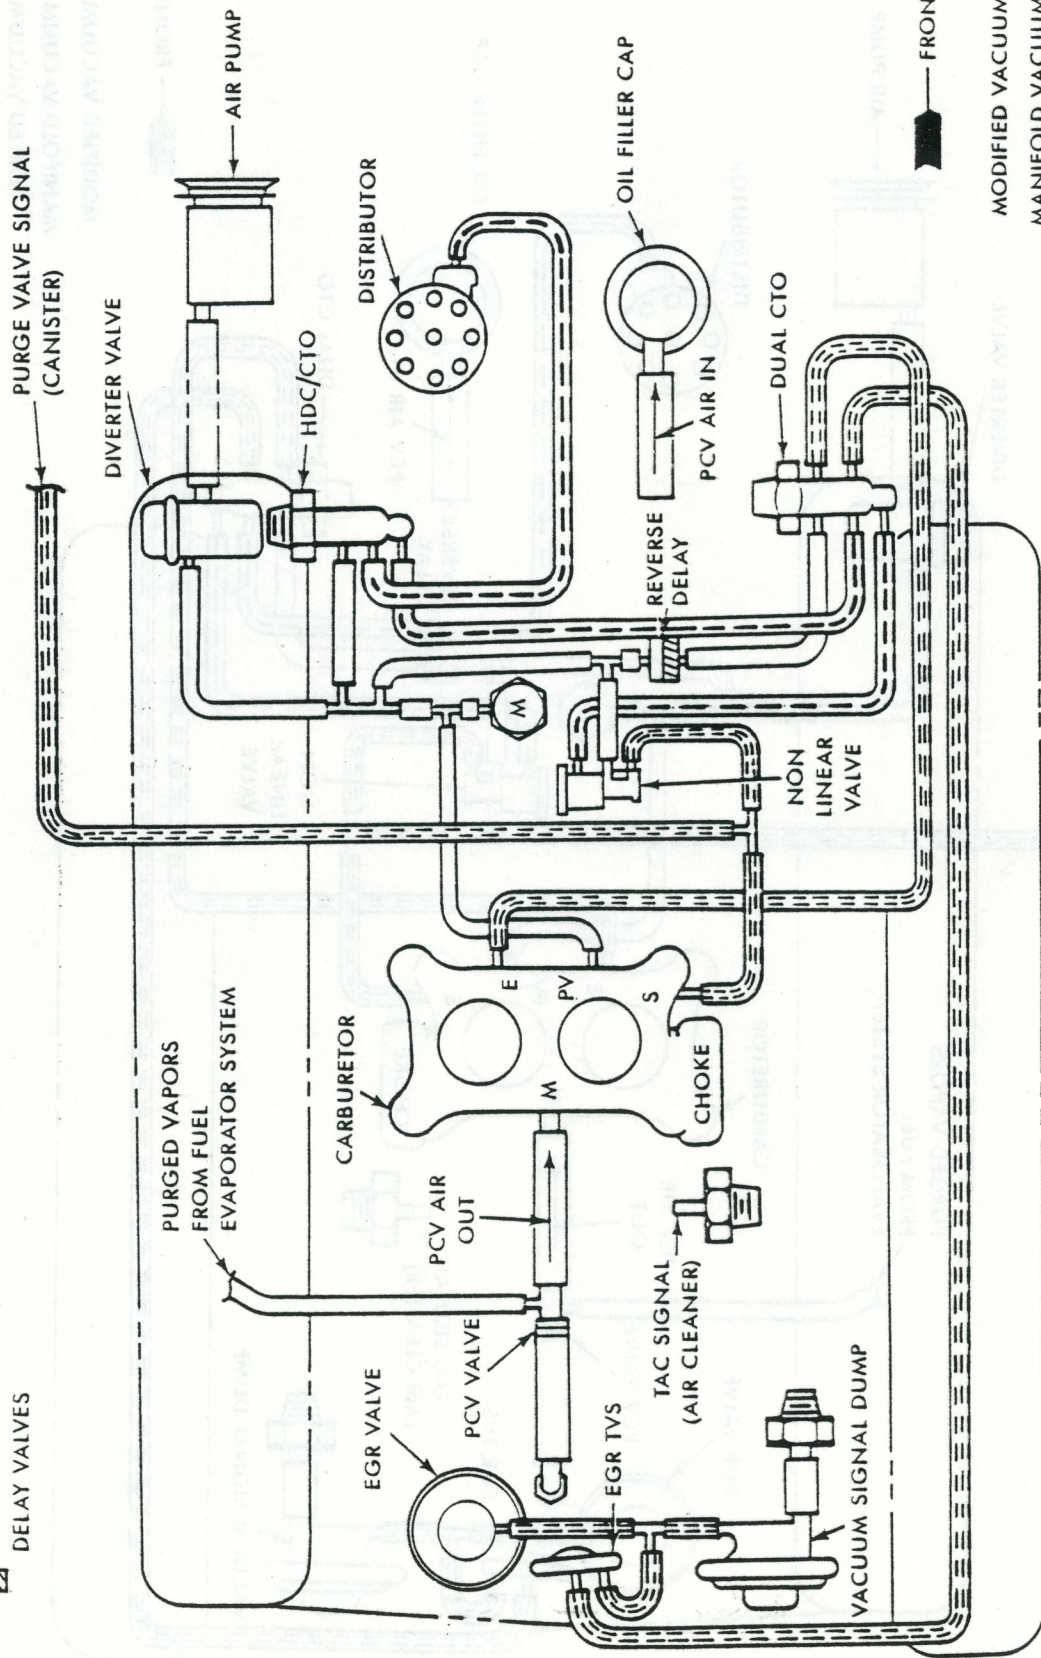 PURGE VALVE SIGNAL
(CANISTER)
DIVERTER VALVE
AIR PUMP
HDC/CTO
DISTRIBUTOR
OIL FILLER CAP
PCV AIR IN
DUAL CTO
REVERSE
DELAY
NON
LINEAR
VALVE
W
FRON
MODIFIED VACUUM
MANIFOLD VACUUM
PURGED VAPORS
FROM FUEL
EVAPORATOR SYSTEM
CARBURETOR
E
PV
S
M
CHOKE
PCV AIR
OUT
PCV VALVE
TAC SIGNAL
(AIR CLEANER)
EGR VALVE
EGR TVS
VACUUM SIGNAL DUMP
DELAY VALVES